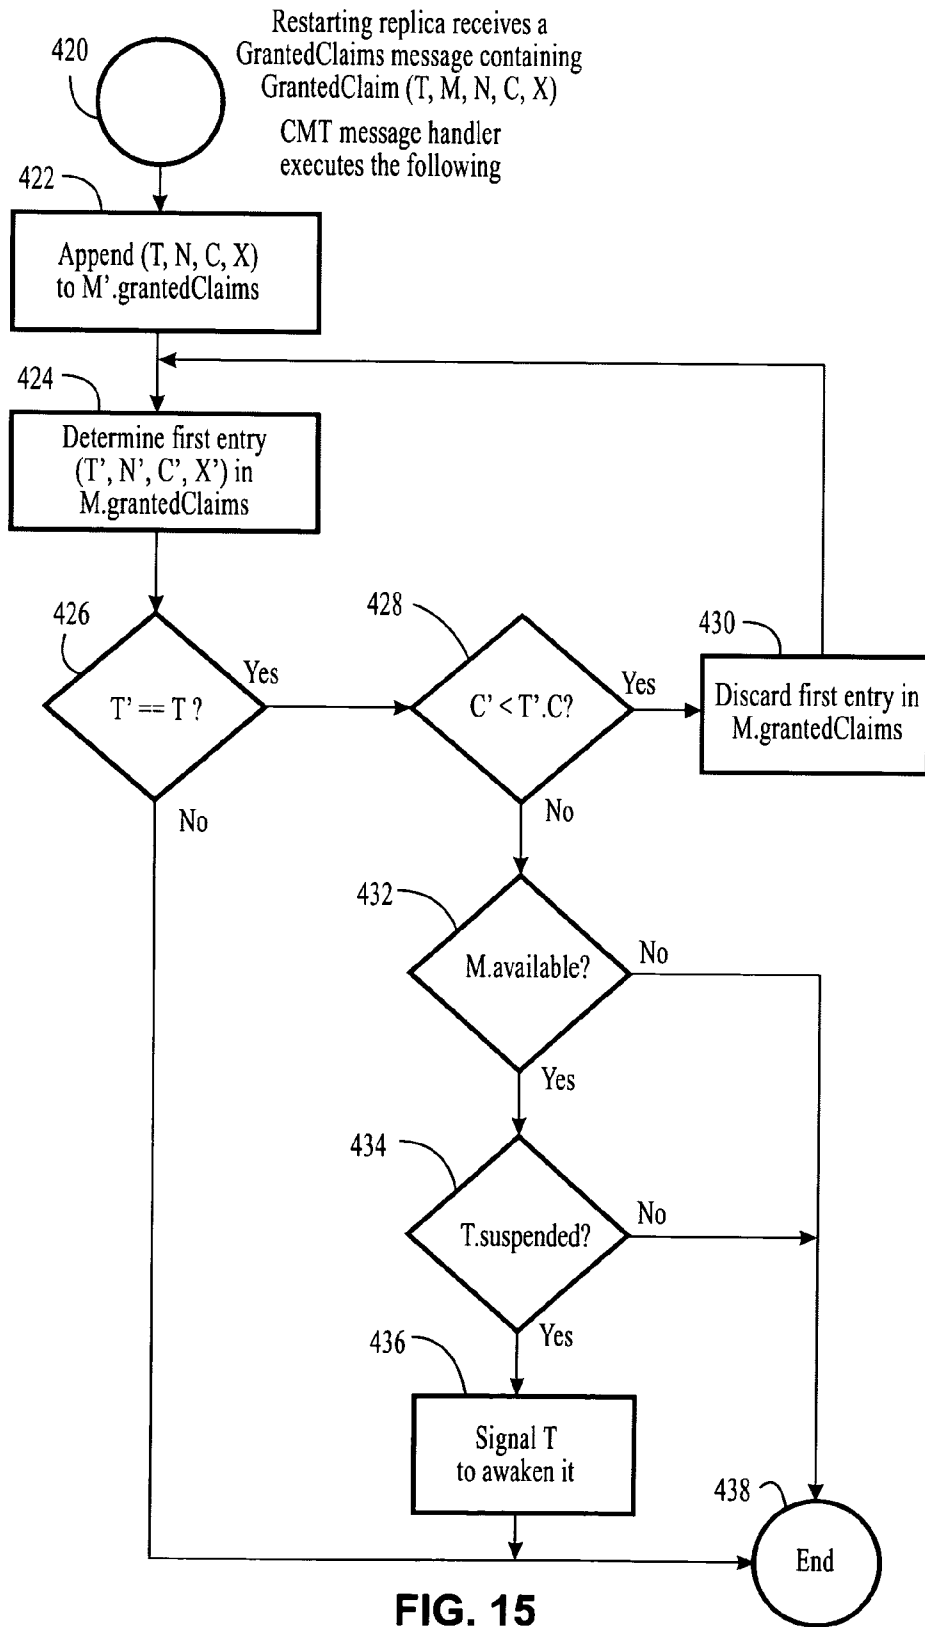 Restarting replica receives a
GrantedClaims message containing
GrantedClaim (T, M, N, C, X)
CMT message handler
executes the following
420
422
Append (T, N, C, X)
to M'.grantedClaims
424
Determine first entry
(T', N', C', X') in
M.grantedClaims
426
T' == T ?
Yes
No
428
C' < T'.C?
Yes
No
430
Discard first entry in
M.grantedClaims
432
M.available?
No
Yes
434
T.suspended?
No
Yes
436
Signal T
to awaken it
438
End
FIG. 15